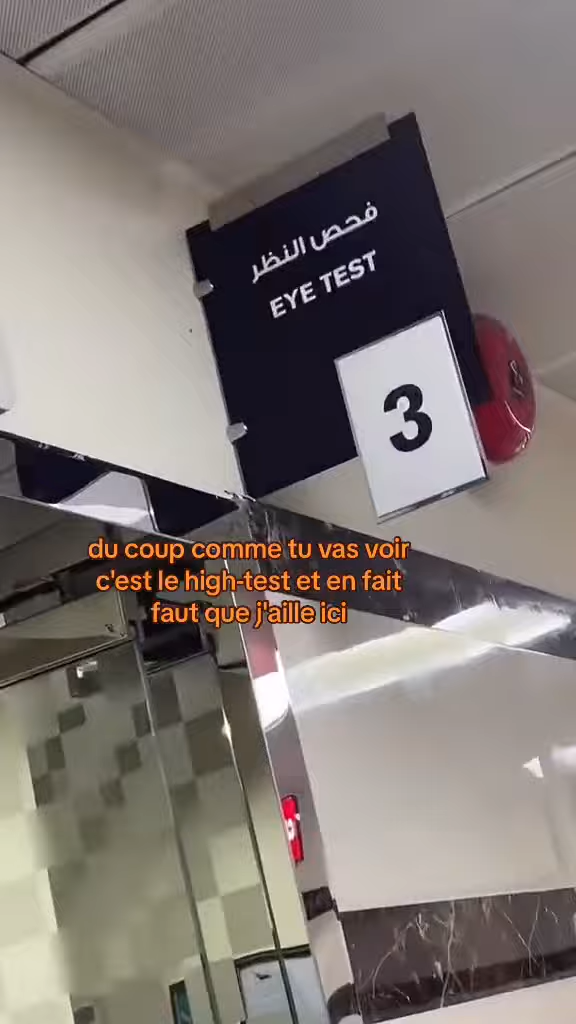 فحص النظر
EYE TEST
3
du coup comme tu vas voir
c'est le high-test et en fait
faut que j'aille ici